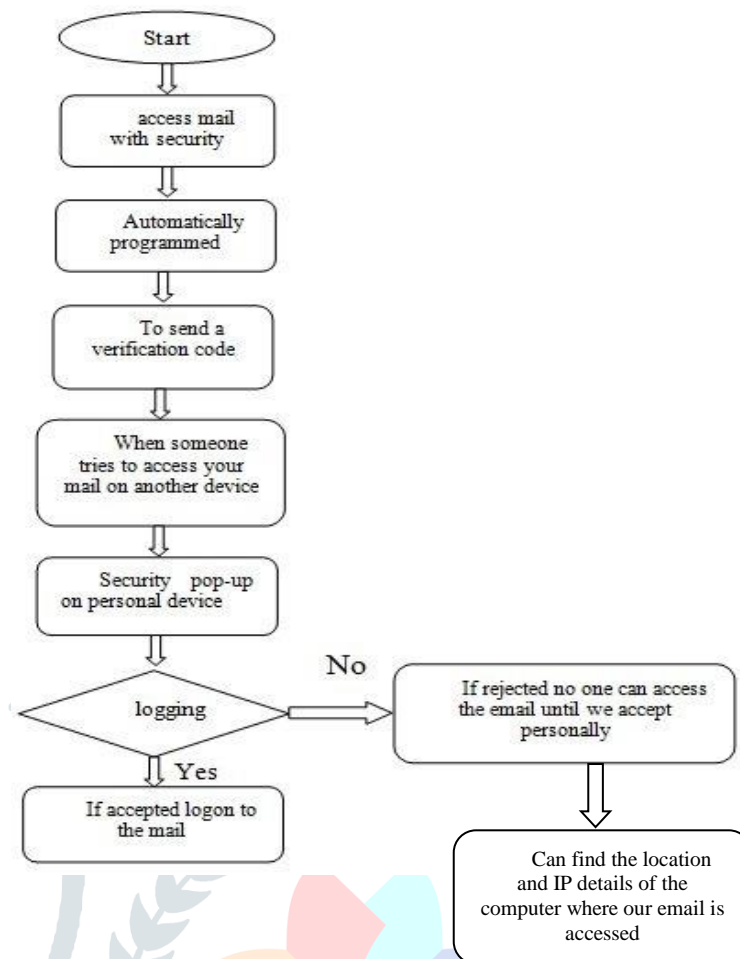 Start
access mail
with security
Automatically
programmed
To send a
verification code
When someone
tries to access your
mail on another device
Security pop-up
on personal device
logging
No
If rejected no one can access
the email until we accept
personally
Yes
If accepted logon to
the mail
Can find the location
and IP details of the
computer where our email is
accessed